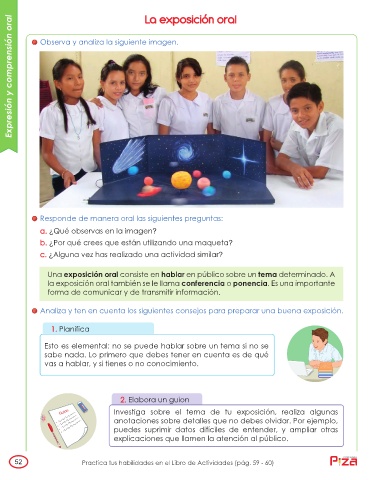 La exposición oral
Expresión y comprensión oral
Observa y analiza la siguiente imagen.
Responde de manera oral las siguientes preguntas:
a. ¿Qué observas en la imagen?
b. ¿Por qué crees que están utilizando una maqueta?
c. ¿Alguna vez has realizado una actividad similar?
Una exposición oral consiste en hablar en público sobre un tema determinado. A
la exposición oral también se le llama conferencia o ponencia. Es una importante
forma de comunicar y de transmitir información.
Analiza y ten en cuenta los siguientes consejos para preparar una buena exposición.
1. Planifica
Esto es elemental: no se puede hablar sobre un tema si no se
sabe nada. Lo primero que debes tener en cuenta es de qué
vas a hablar, y si tienes o no conocimiento.
2. Elabora un guion
Investiga sobre el tema de tu exposición, realiza algunas
anotaciones sobre detalles que no debes olvidar. Por ejemplo,
puedes suprimir datos difíciles de entender, y ampliar otras
explicaciones que llamen la atención al público.
52
Practica tus habilidades en el Libro de Actividades (pág. 59 - 60)